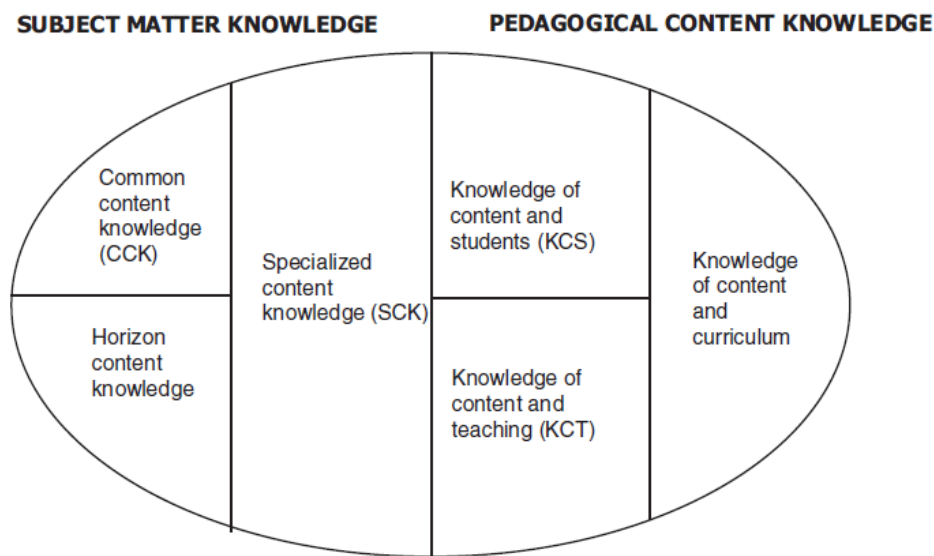 SUBJECT MATTER KNOWLEDGE
PEDAGOGICAL CONTENT KNOWLEDGE
Common
content
knowledge
(CCK)
Horizon
content
knowledge
Specialized
content
knowledge (SCK)
Knowledge of
content and
students (KCS)
Knowledge of
content and
teaching (KCT)
Knowledge
of content
and
curriculum